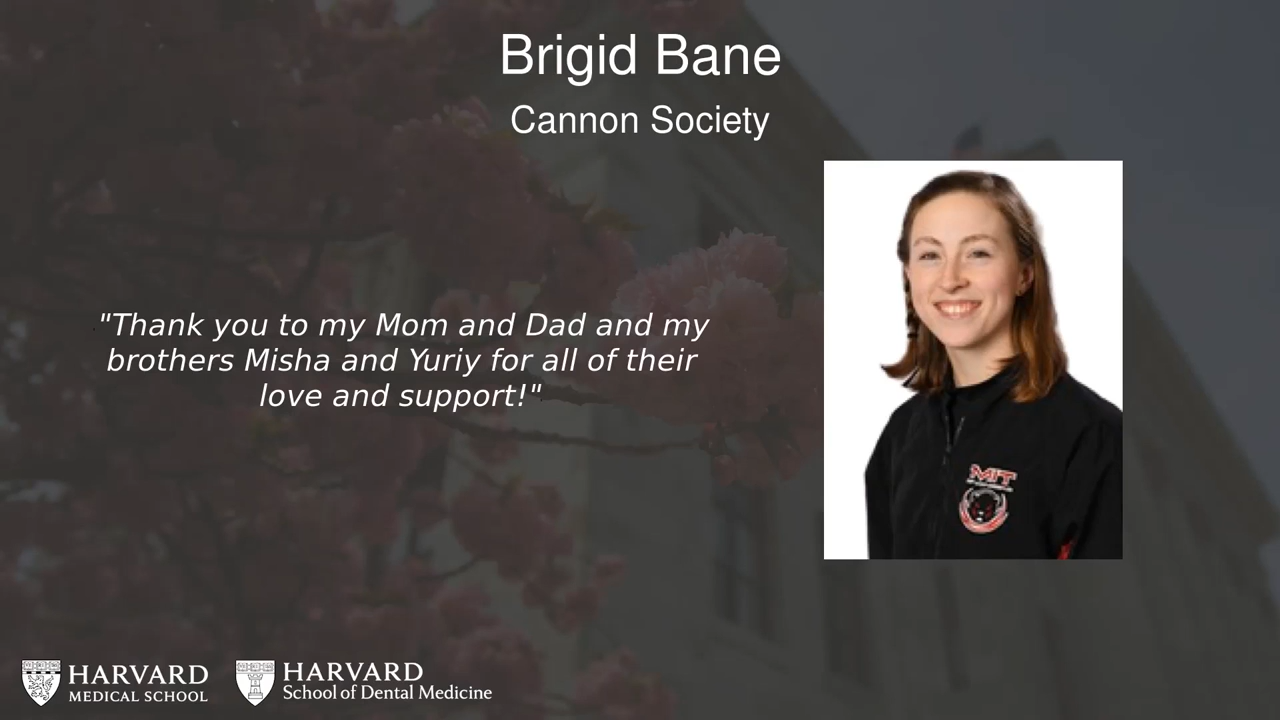 Brigid Bane
Cannon Society
"Thank you to my Mom and Dad and my
brothers Misha and Yuriy for all of their
love and support!"
MIT
HARVARD
MEDICAL SCHOOL
HARVARD
School of Dental Medicine